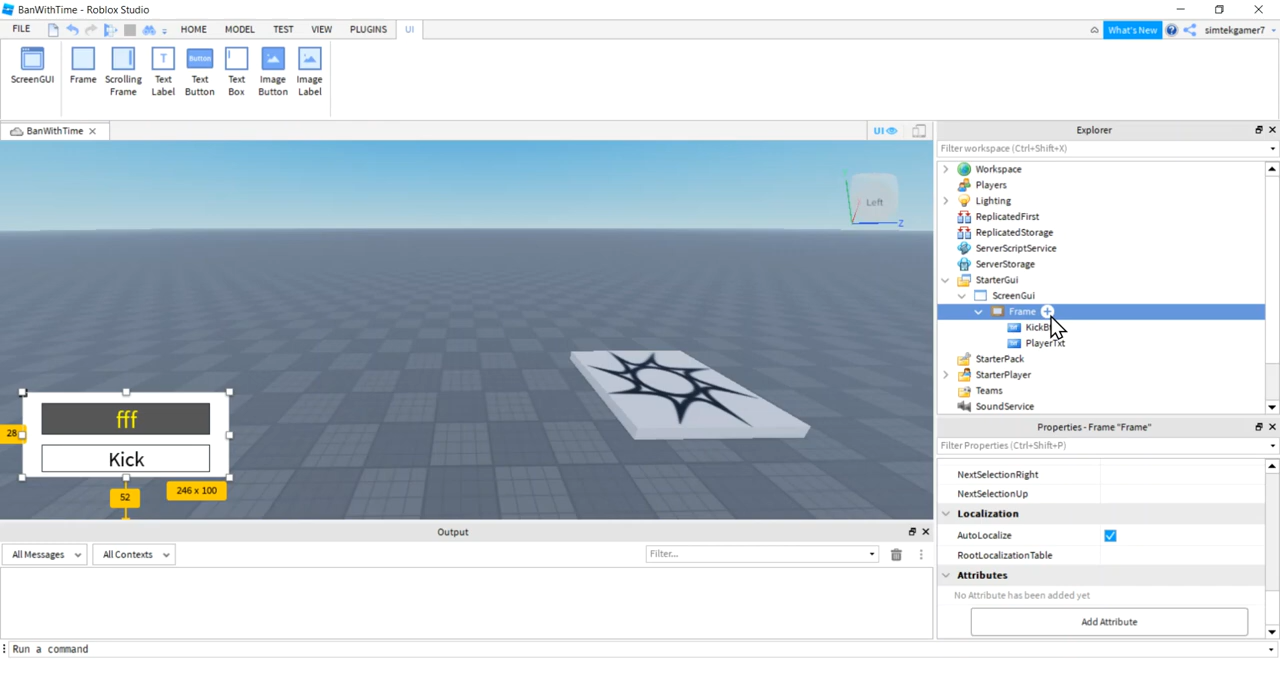 BanWithTime - Roblox Studio
FILE HOME MODEL TEST VIEW PLUGINS UI What's New simtekgamer7
ScreenGUI Frame Scrolling Frame Text Label Text Button Text Box Image Button Image Label
T Button
BanWithTime UI
Explorer
Filter workspace (Ctrl+Shift+X)
Workspace
Players
Lighting
ReplicatedFirst
ReplicatedStorage
ServerScriptService
ServerStorage
StarterGui
ScreenGui
Frame
PlayerTxt
StarterPack
StarterPlayer
Teams
SoundService
Left
Z
fff
Kick
28
52
246 x 100
Properties - Frame "Frame"
Filter Properties (Ctrl+Shift+P)
NextSelectionRight
NextSelectionUp
Localization
AutoLocalize
RootLocalizationTable
Attributes
No Attribute has been added yet
Add Attribute
Output
All Messages All Contexts Filter...
Run a command